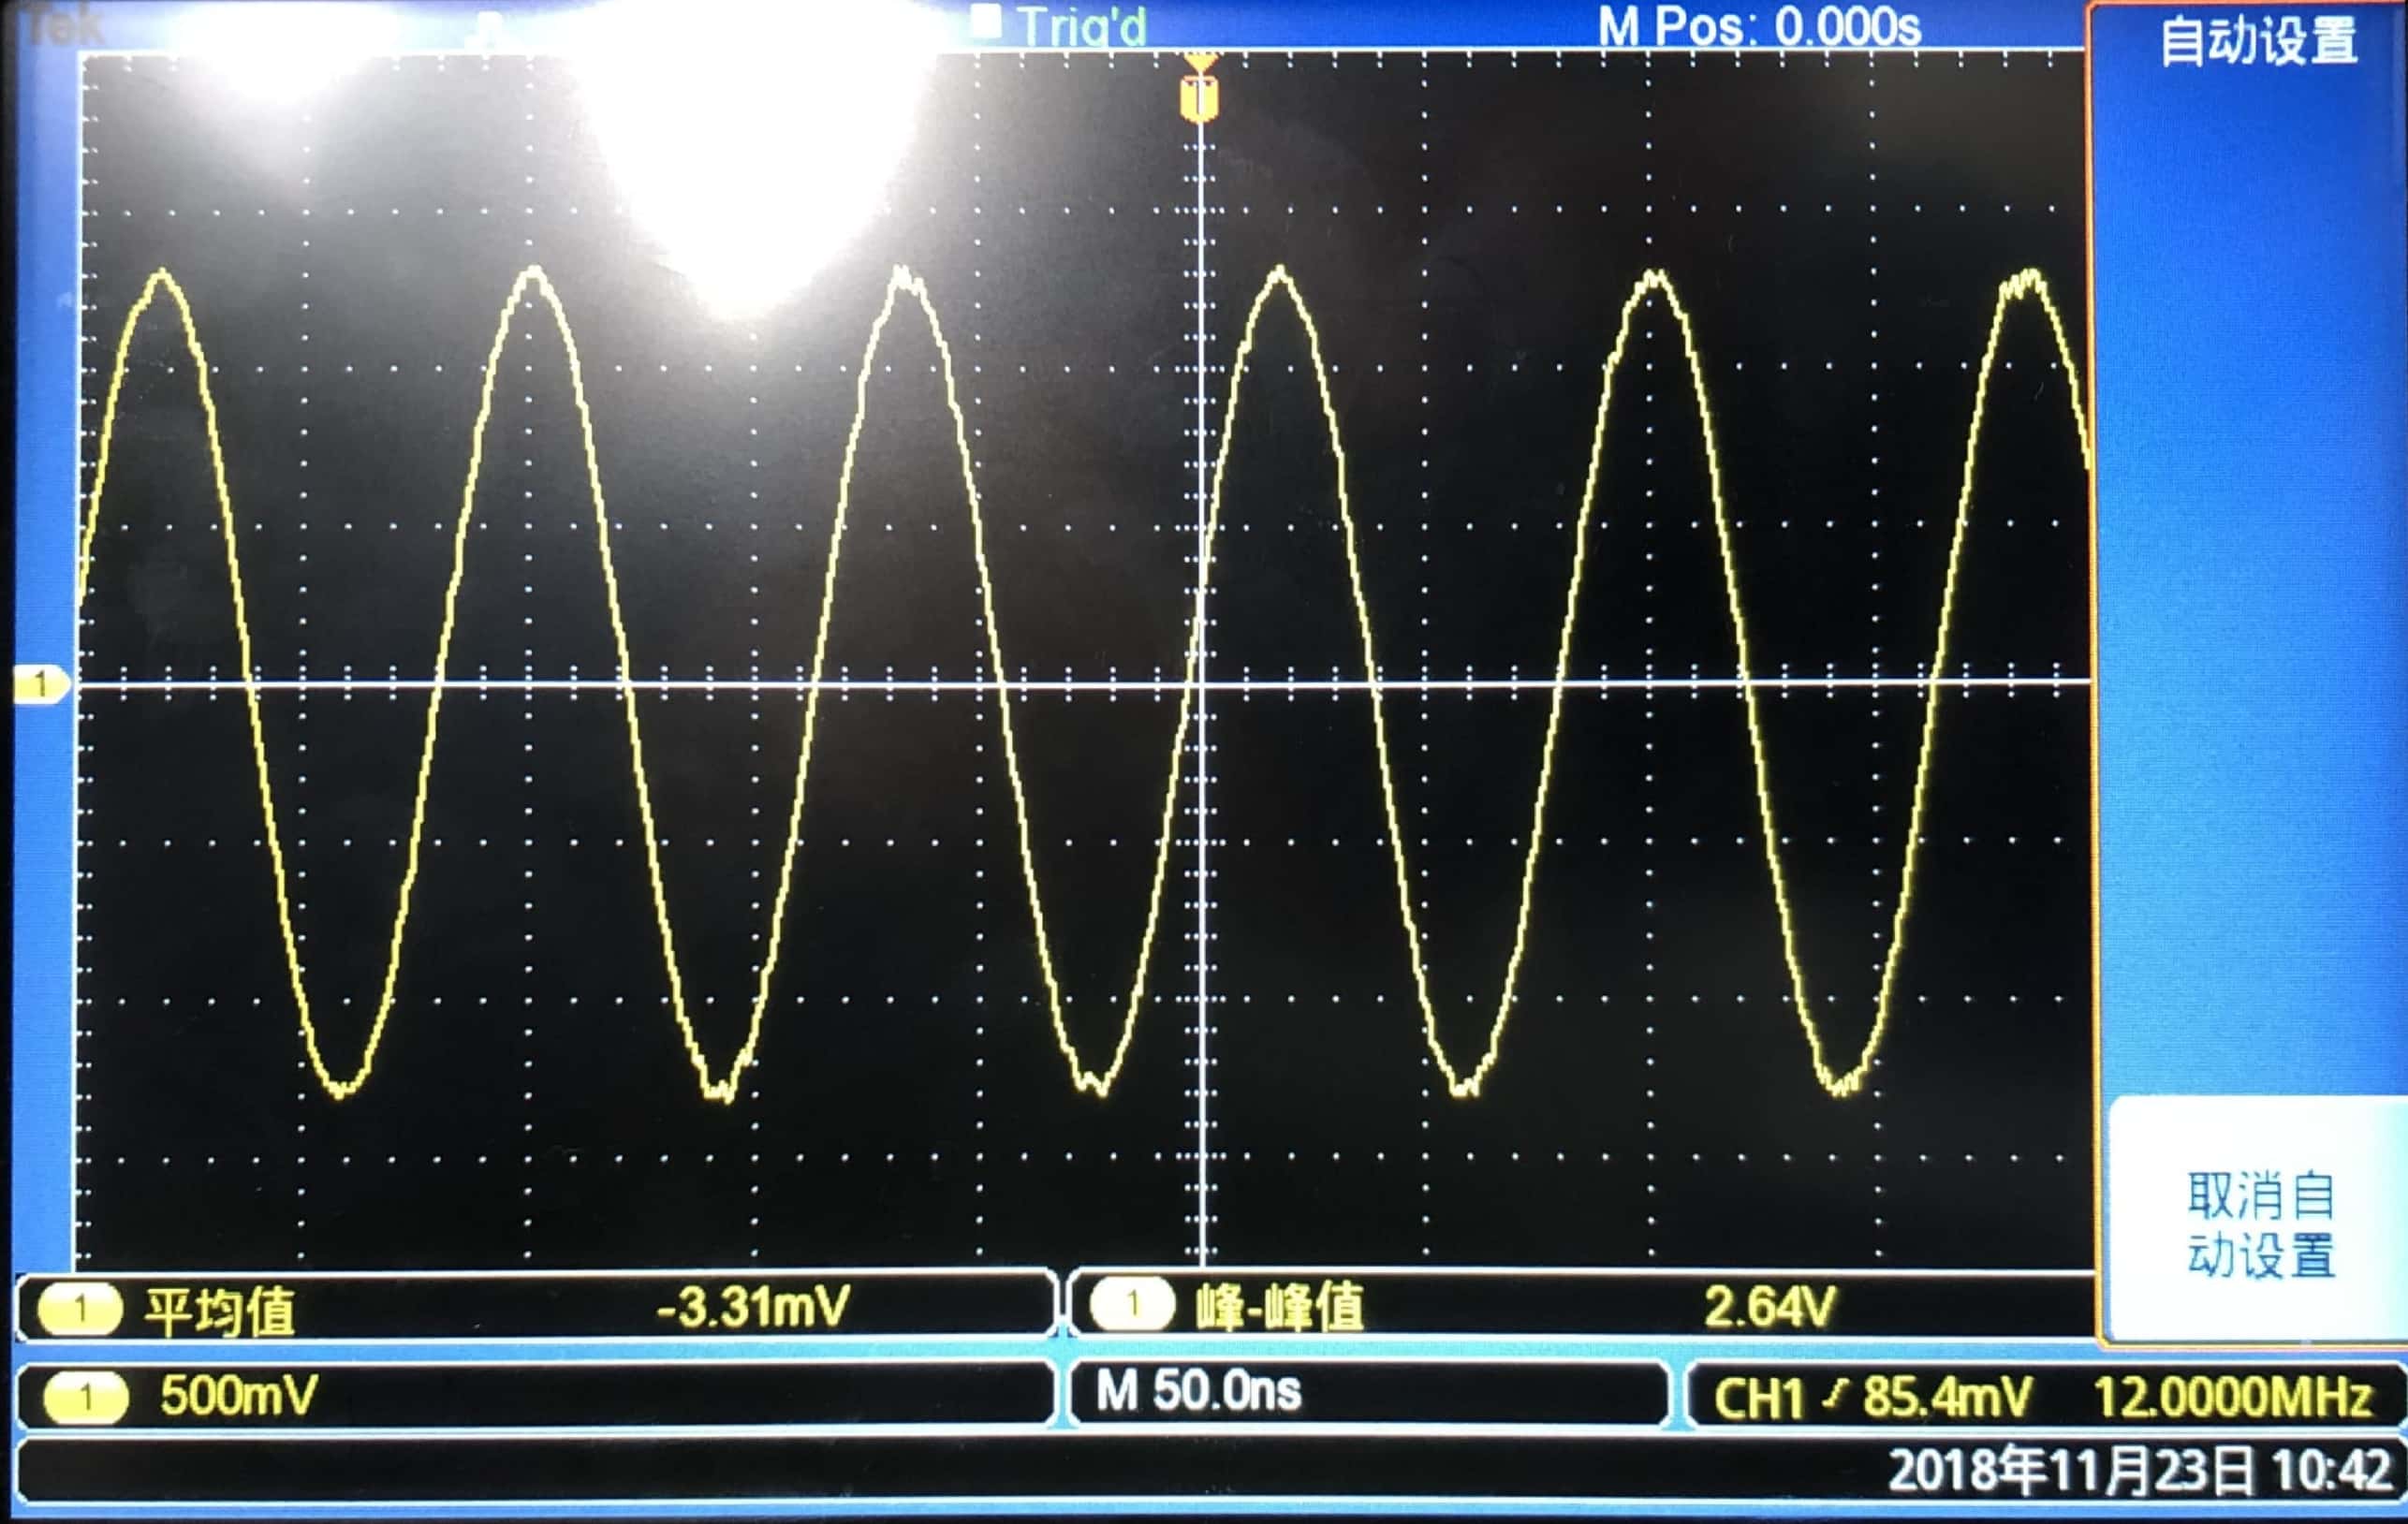 Tek
Trig'd
M Pos: 0.000s
自动设置
1
取消自
动设置
1 平均值 -3.31mV
1 峰-峰值 2.64V
1 500mV
M 50.0ns
CH1 85.4mV 12.0000MHz
2018年11月23日 10:42